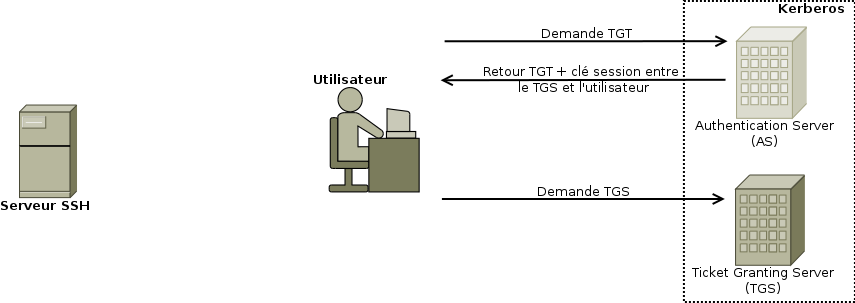 Kerberos
Demande TGT
Retour TGT + clé session entre
le TGS et l'utilisateur
Utilisateur
Authentication Server
(AS)
Serveur SSH
Demande TGS
Ticket Granting Server
(TGS)